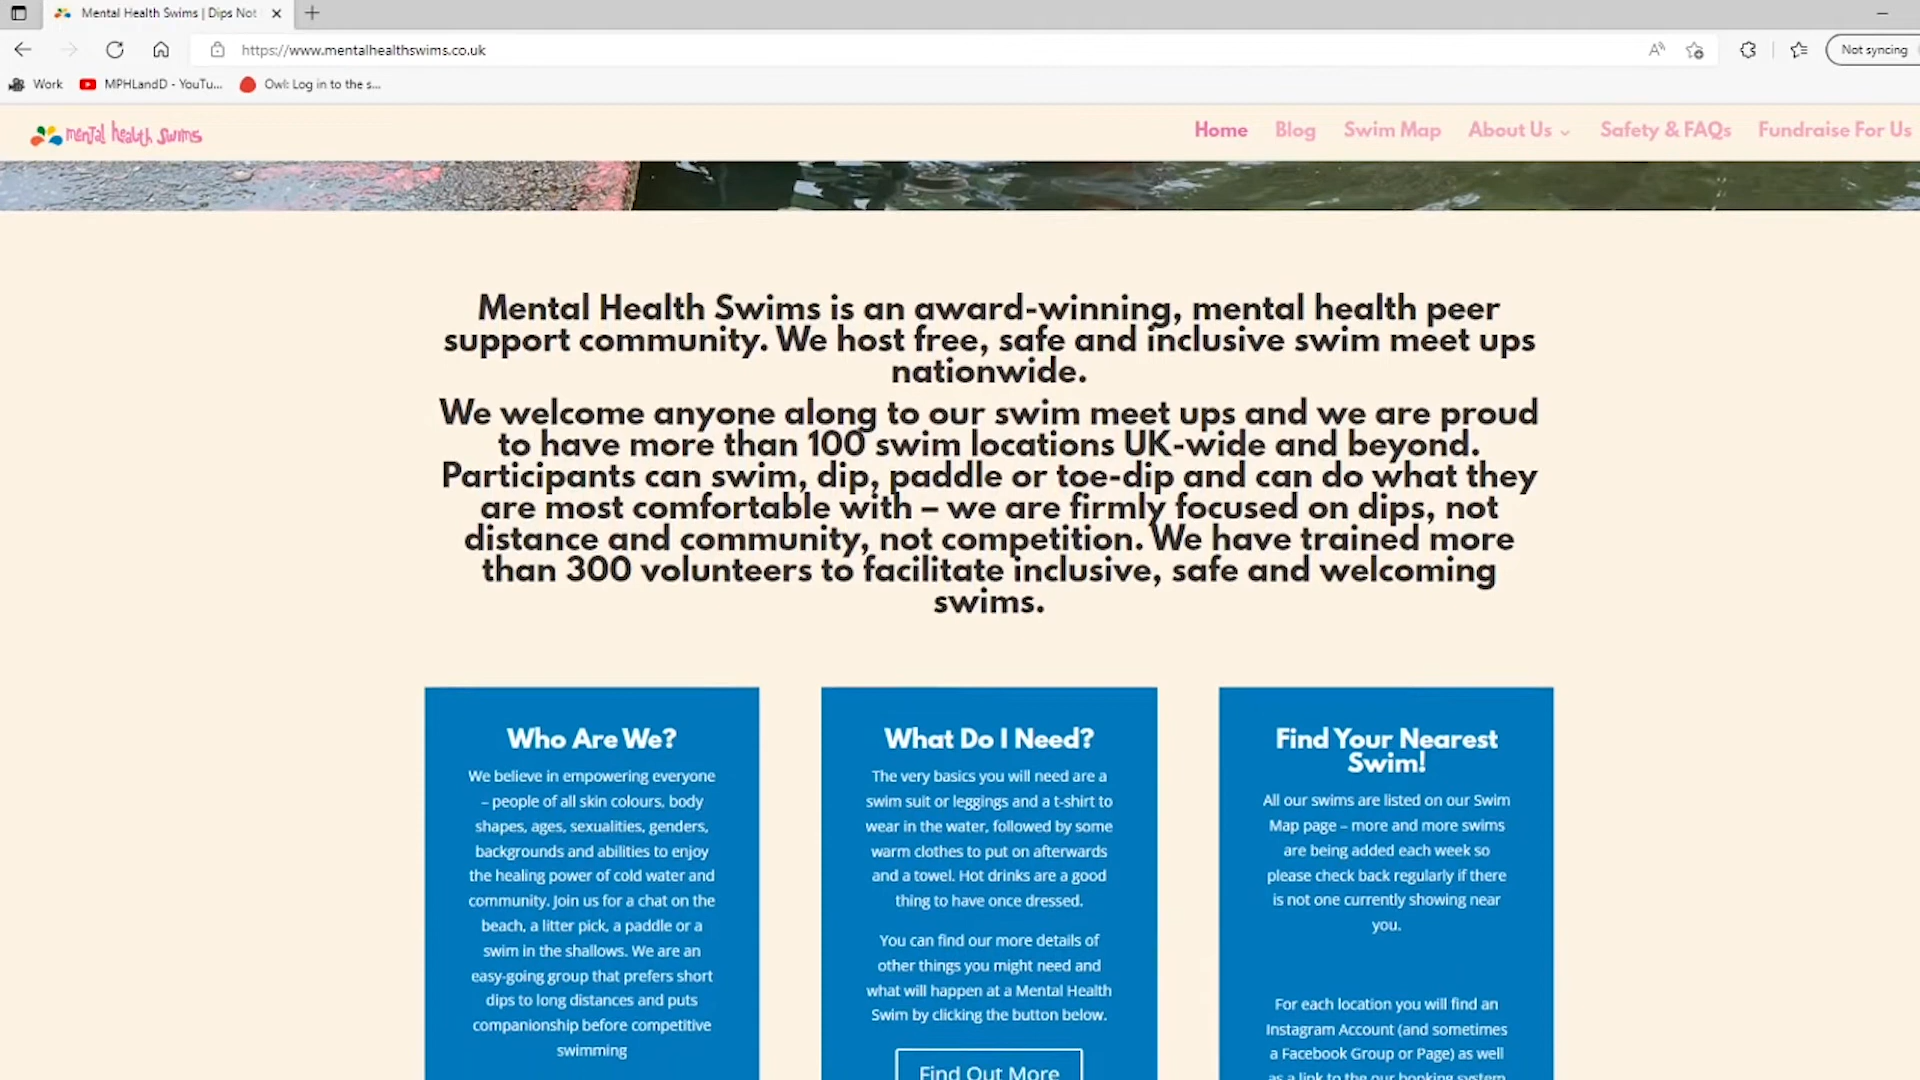 Mental Health Swims | Dips Not
https://www.mentalhealthswims.co.uk
Not syncing
Work
MPHLandD - YouTu...
Owl: Log in to the s...
mental health swims
Home
Blog
Swim Map
About Us
Safety & FAQs
Fundraise For Us
Mental Health Swims is an award-winning, mental health peer
support community. We host free, safe and inclusive swim meet ups
nationwide.
We welcome anyone along to our swim meet ups and we are proud
to have more than 100 swim locations UK-wide and beyond.
Participants can swim, dip, paddle or toe-dip and can do what they
are most comfortable with – we are firmly focused on dips, not
distance and community, not competition. We have trained more
than 300 volunteers to facilitate inclusive, safe and welcoming
swims.
Who Are We?
We believe in empowering everyone
– people of all skin colours, body
shapes, ages, sexualities, genders,
backgrounds and abilities to enjoy
the healing power of cold water and
community. Join us for a chat on the
beach, a litter pick, a paddle or a
swim in the shallows. We are an
easy-going group that prefers short
dips to long distances and puts
companionship before competitive
swimming
What Do I Need?
The very basics you will need are a
swim suit or leggings and a t-shirt to
wear in the water, followed by some
warm clothes to put on afterwards
and a towel. Hot drinks are a good
thing to have once dressed.
You can find our more details of
other things you might need and
what will happen at a Mental Health
Swim by clicking the button below.
Find Out More
Find Your Nearest
Swim!
All our swims are listed on our Swim
Map page – more and more swims
are being added each week so
please check back regularly if there
is not one currently showing near
you.
For each location you will find an
Instagram Account (and sometimes
a Facebook Group or Page) as well
as a link to the our booking system